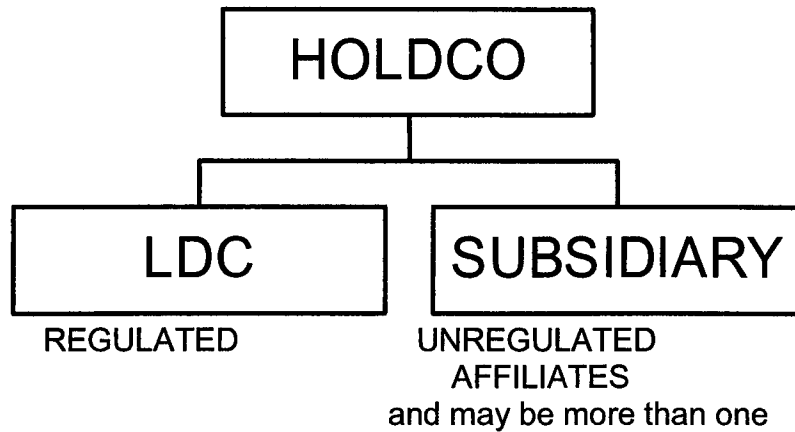 HOLDCO
LDC
SUBSIDIARY
REGULATED
UNREGULATED
AFFILIATES
and may be more than one